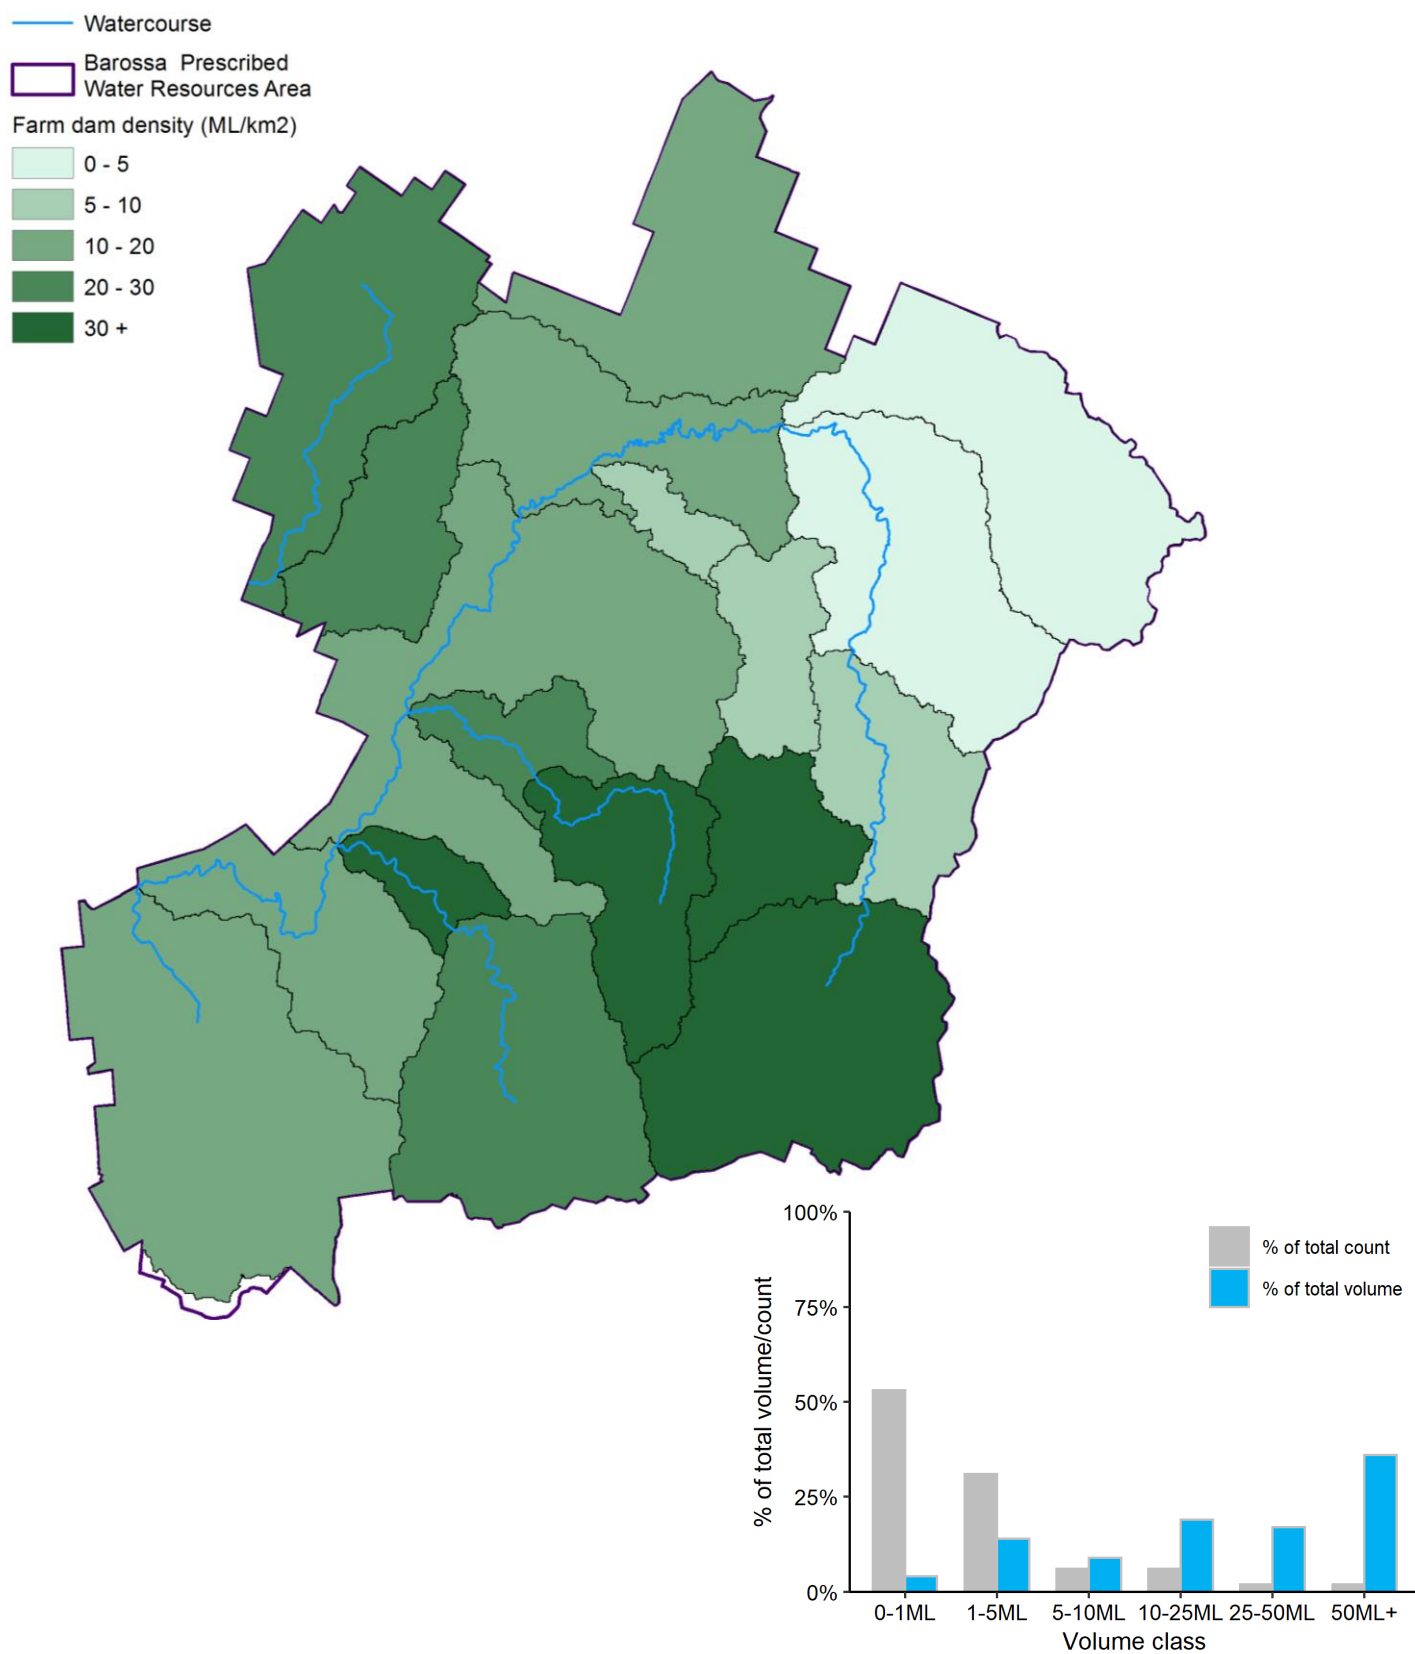 Watercourse
Barossa Prescribed
Water Resources Area
Farm dam density (ML/km2)
0 - 5
5 - 10
10 - 20
20 - 30
30 +
100%
75%
50%
25%
0%
% of total volume/count
% of total count
% of total volume
0-1ML 1-5ML 5-10ML 10-25ML 25-50ML 50ML+
Volume class